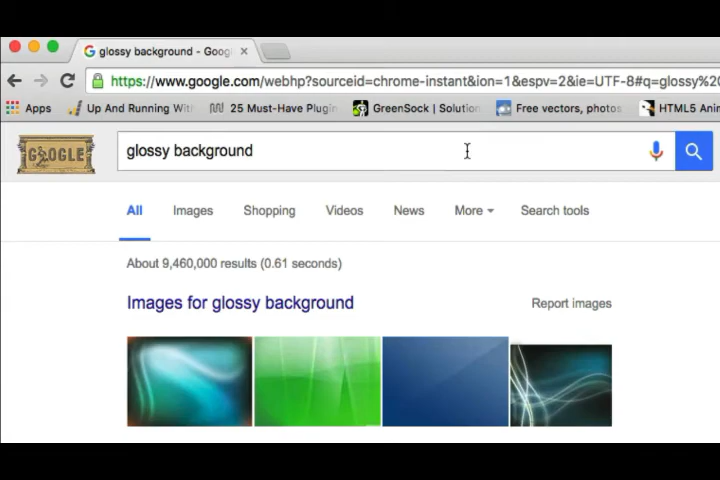 glossy background - Goog
https://www.google.com/webhp?sourceid=chrome-instant&ion=1&espv=2&ie=UTF-8#q=glossy%20
Apps Up And Running Wit 25 Must-Have Plugin GreenSock | Solution Free vectors, photos HTML5 Ani
GOOGLE glossy background
All Images Shopping Videos News More Search tools
About 9,460,000 results (0.61 seconds)
Images for glossy background Report images